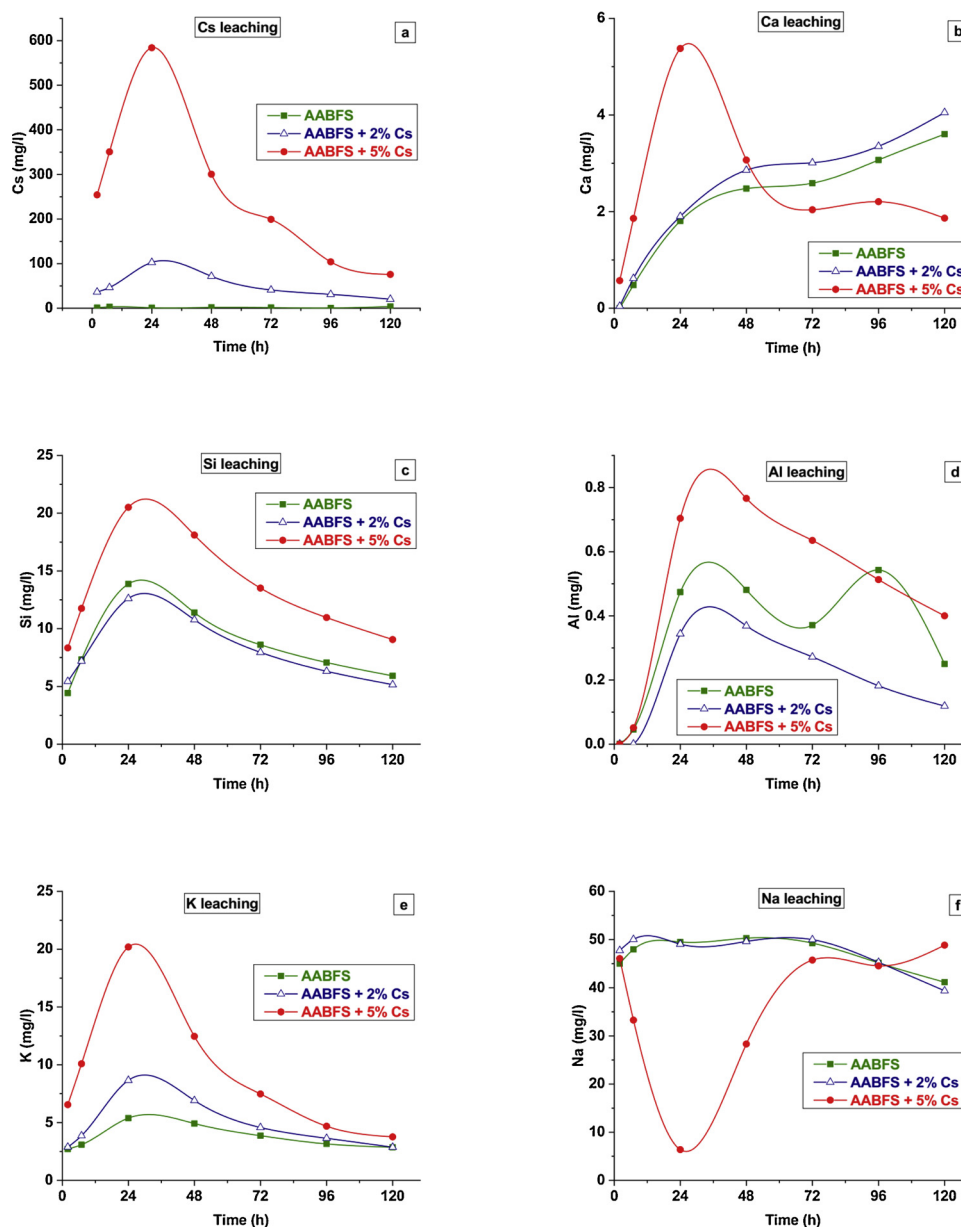 Cs leaching
a
600
500
400
300
200
100
0
Cs (mg/l)
AABFS
AABFS + 2% Cs
AABFS + 5% Cs
0 24 48 72 96 120
Time (h)
Ca leaching
b
6
4
2
0
Ca (mg/l)
AABFS
AABFS + 2% Cs
AABFS + 5% Cs
0 24 48 72 96 120
Time (h)
Si leaching
c
25
20
15
10
5
0
Si (mg/l)
AABFS
AABFS + 2% Cs
AABFS + 5% Cs
0 24 48 72 96 120
Time (h)
Al leaching
d
0.8
0.6
0.4
0.2
0.0
Al (mg/l)
AABFS
AABFS + 2% Cs
AABFS + 5% Cs
0 24 48 72 96 120
Time (h)
K leaching
e
25
20
15
10
5
0
K (mg/l)
AABFS
AABFS + 2% Cs
AABFS + 5% Cs
0 24 48 72 96 120
Time (h)
Na leaching
f
60
50
40
30
20
10
0
Na (mg/l)
AABFS
AABFS + 2% Cs
AABFS + 5% Cs
0 24 48 72 96 120
Time (h)